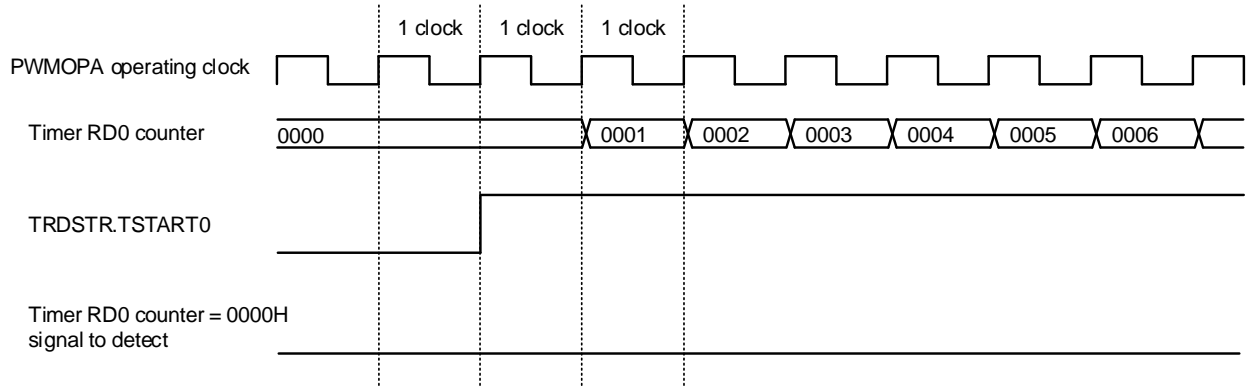 1 clock 1 clock 1 clock
PWMOPA operating clock
Timer RD0 counter 0000 0001 0002 0003 0004 0005 0006
TRDSTR.TSTART0
Timer RD0 counter = 0000H
signal to detect